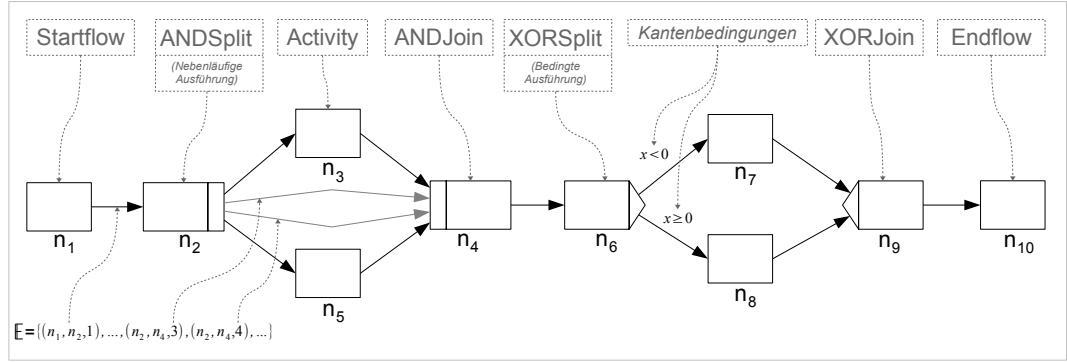 Startflow
ANDSplit
(Nebenläufige
Ausführung)
Activity
ANDJoin
XORSplit
(Bedingte
Ausführung)
Kantenbedingungen
XORJoin
Endflow
n1
n2
n3
n4
n5
n6
x<0
x≥0
n7
n8
n9
n10
E={(n1, n2,1), ..., (n2, n4,3), (n2, n4,4), ...}